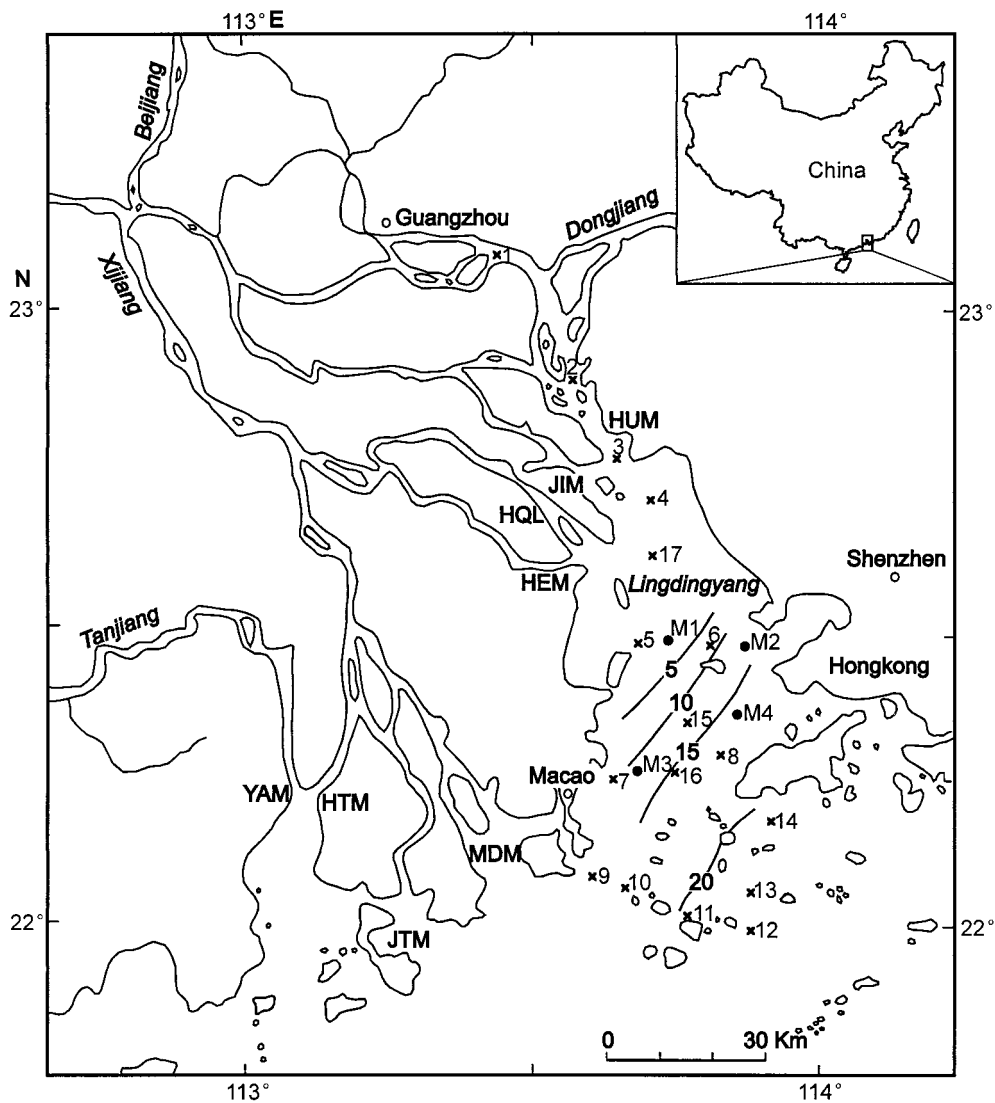 113° E
114°
Beijiang
China
Guangzhou
Dongjiang
1
N
Xijiang
23°
23°
2
HUM
3
JIM
4
HQL
17
Shenzhen
HEM
Lingdingyang
Tanjiang
5
M1
6
M2
Hongkong
5
10
15
M4
15
8
Macao
7
M3
16
YAM
HTM
14
MDM
9
10
20
13
11
12
22°
22°
JTM
0
30 Km
113°
114°